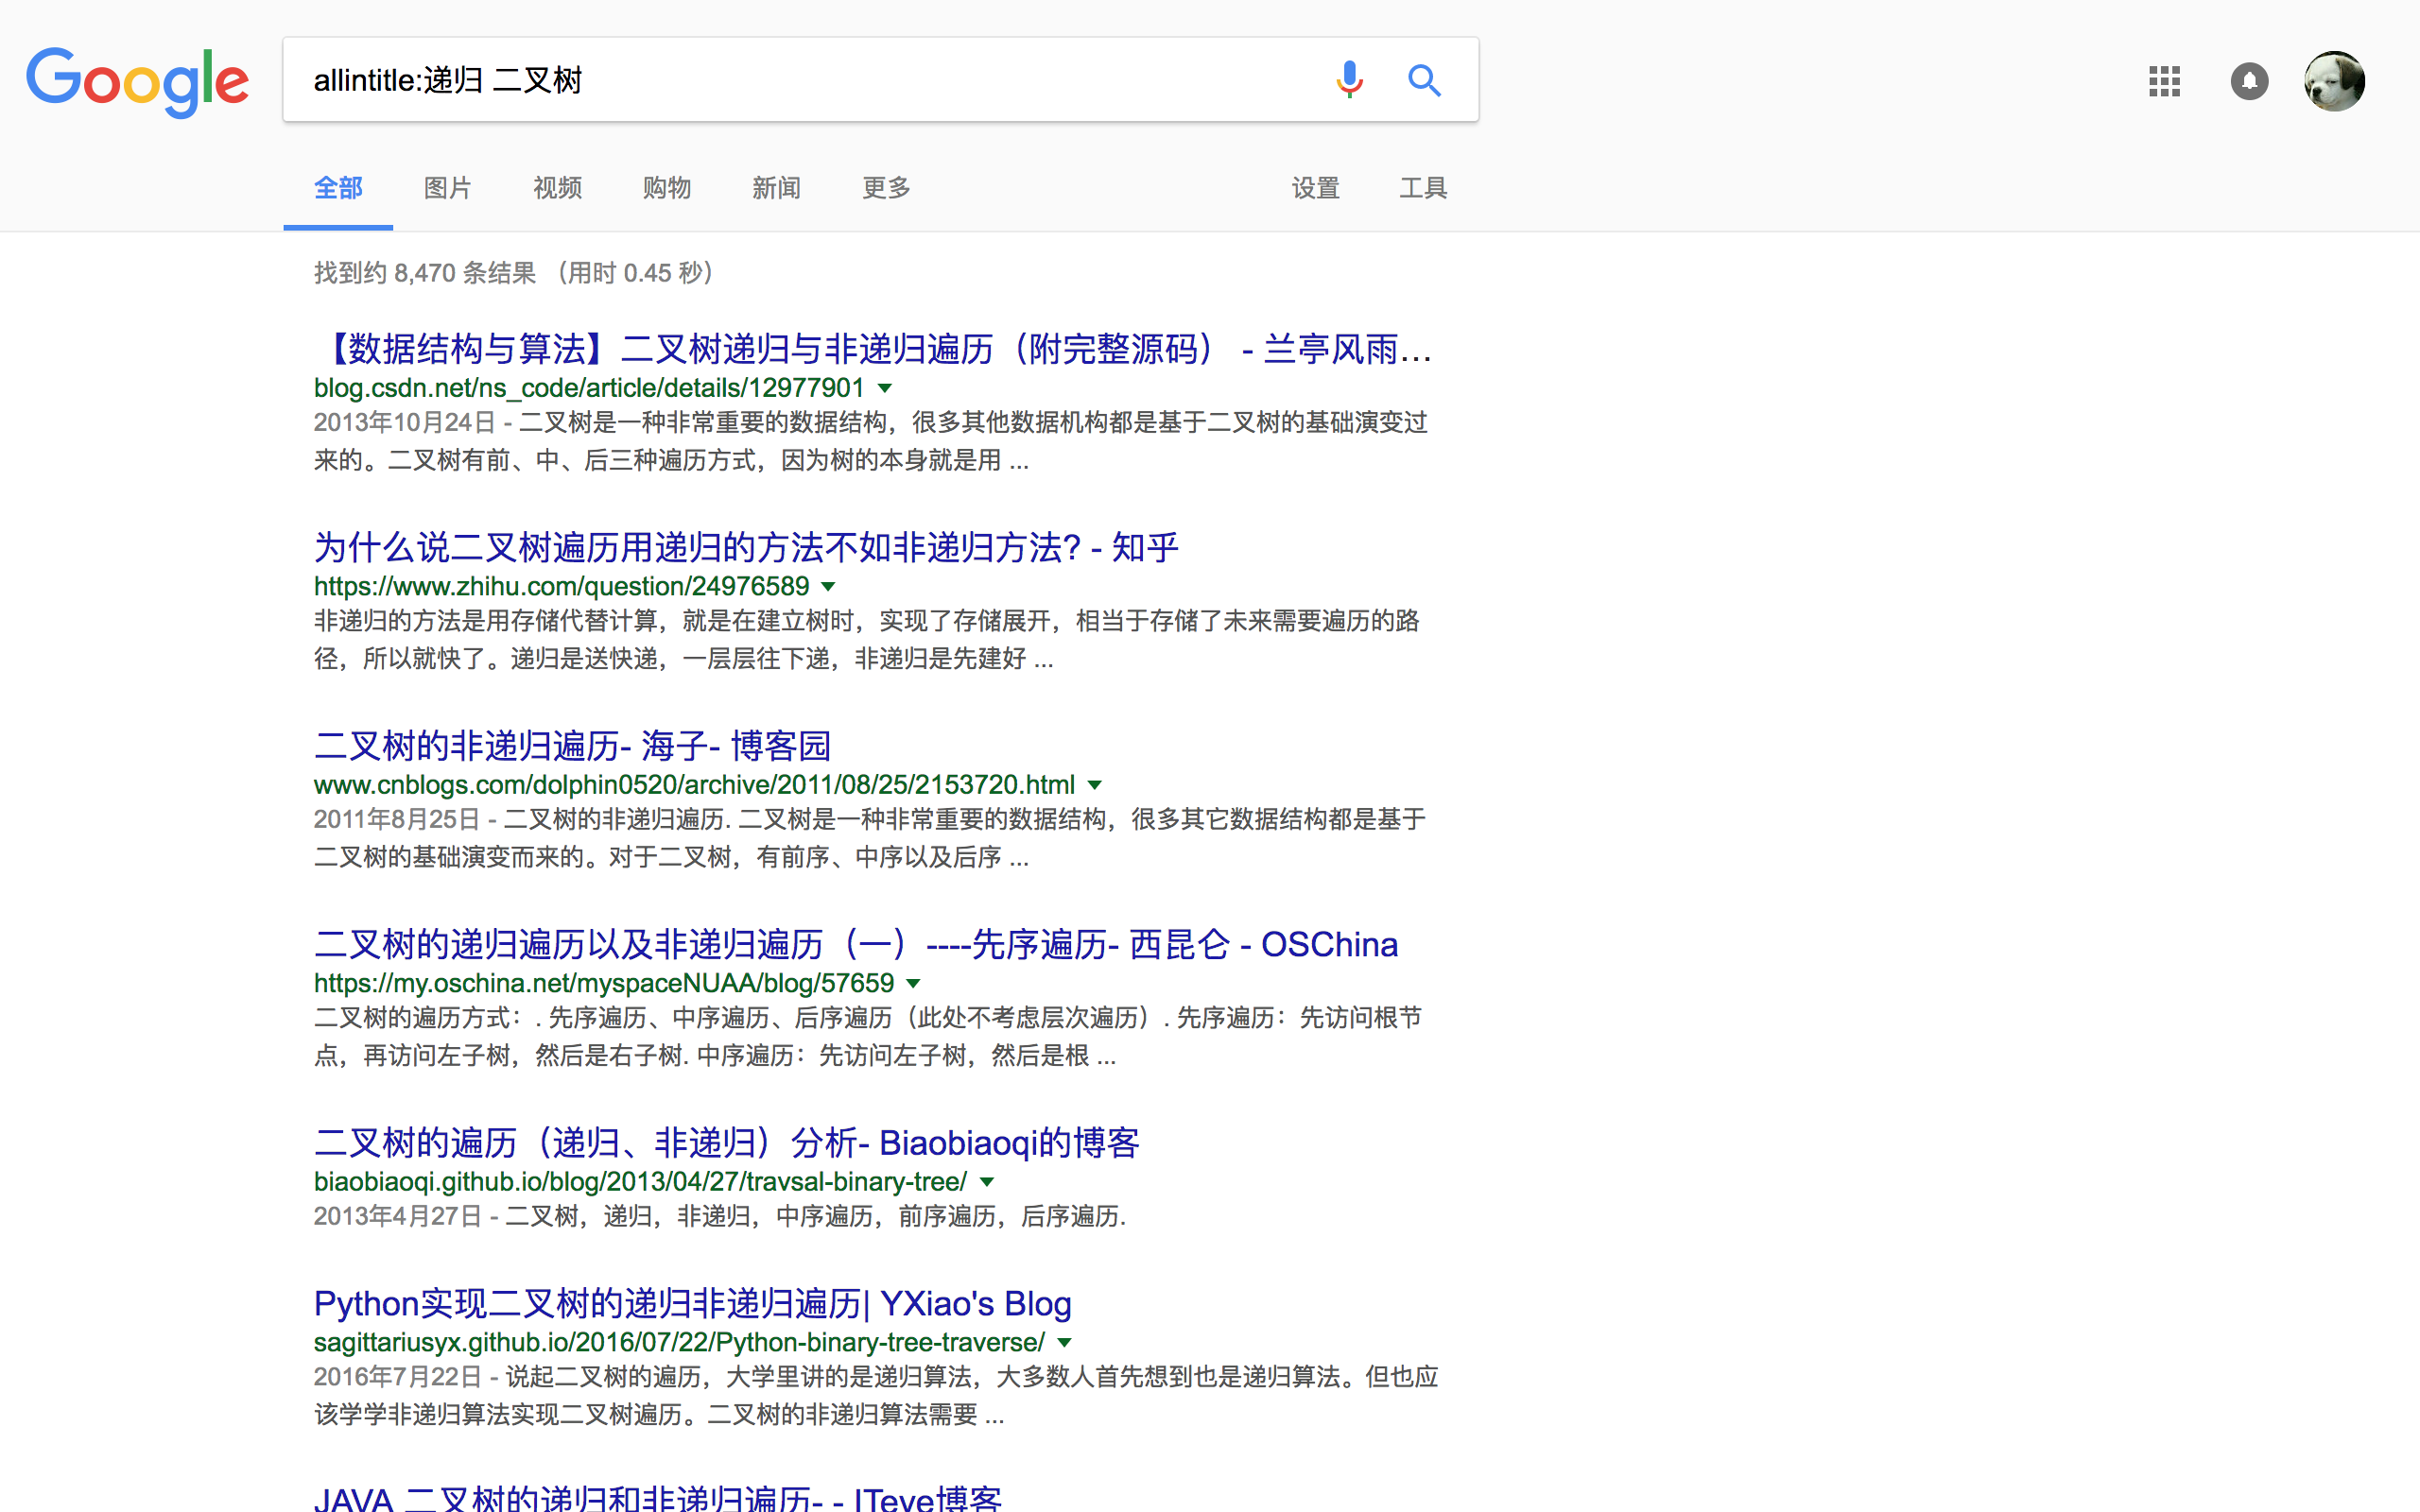 Google
allintitle:递归 二叉树
全部 图片 视频 购物 新闻 更多 设置 工具
找到约 8,470 条结果 （用时 0.45 秒）
【数据结构与算法】二叉树递归与非递归遍历（附完整源码） - 兰亭风雨...
blog.csdn.net/ns_code/article/details/12977901
2013年10月24日 - 二叉树是一种非常重要的数据结构，很多其他数据机构都是基于二叉树的基础演变过
来的。二叉树有前、中、后三种遍历方式，因为树的本身就是用 ...
为什么说二叉树遍历用递归的方法不如非递归方法? - 知乎
https://www.zhihu.com/question/24976589
非递归的方法是用存储代替计算，就是在建立树时，实现了存储展开，相当于存储了未来需要遍历的路
径，所以就快了。递归是送快递，一层层往下递，非递归是先建好 ...
二叉树的非递归遍历- 海子- 博客园
www.cnblogs.com/dolphin0520/archive/2011/08/25/2153720.html
2011年8月25日 - 二叉树的非递归遍历. 二叉树是一种非常重要的数据结构，很多其它数据结构都是基于
二叉树的基础演变而来的。对于二叉树，有前序、中序以及后序 ...
二叉树的递归遍历以及非递归遍历（一）----先序遍历- 西昆仑 - OSChina
https://my.oschina.net/myspaceNUAA/blog/57659
二叉树的遍历方式：. 先序遍历、中序遍历、后序遍历（此处不考虑层次遍历）. 先序遍历：先访问根节
点，再访问左子树，然后是右子树. 中序遍历：先访问左子树，然后是根 ...
二叉树的遍历（递归、非递归）分析- Biaobiaoqi的博客
biaobiaoqi.github.io/blog/2013/04/27/travsal-binary-tree/
2013年4月27日 - 二叉树，递归，非递归，中序遍历，前序遍历，后序遍历.
Python实现二叉树的递归非递归遍历| YXiao's Blog
sagittariusyx.github.io/2016/07/22/Python-binary-tree-traverse/
2016年7月22日 - 说起二叉树的遍历，大学里讲的是递归算法，大多数人首先想到也是递归算法。但也应
该学学非递归算法实现二叉树遍历。二叉树的非递归算法需要 ...
JAVA 二叉树的递归和非递归遍历- - ITeye博客